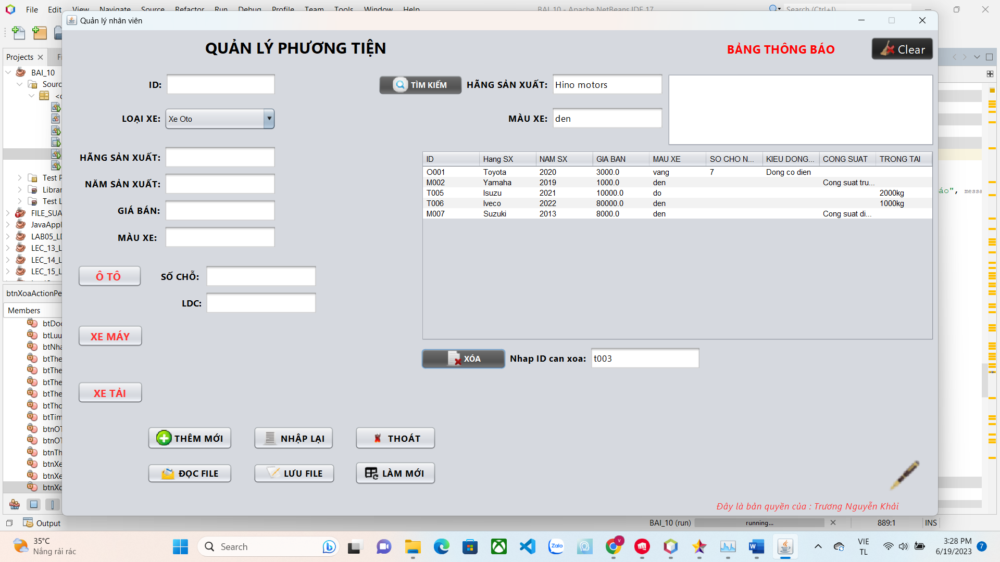 File Edit View Navigate Source Refactor Run Debug Profile Team Tools Window Help BAI_10 - Apache NetBeans IDE 17 Search (Ctrl+I)
Quản lý nhân viên
QUẢN LÝ PHƯƠNG TIỆN
BẢNG THÔNG BÁO
Clear
Projects
BAI_10
Sourc
Test P
Librar
Test L
FILE_SUA
JavaAppl
LAB05_LD
LEC_13_L
LEC_14_L
LEC_15_L
btnXoaActionPe
Members
btDoc
btLuu
btNha
btThe
btThe
btThe
btThe
btTho
btTim
btnOT
btnOT
btnTh
btnXe
btnXe
btnXo
Output
ID:
LOẠI XE: Xe Oto
HÃNG SẢN XUẤT:
NĂM SẢN XUẤT:
GIÁ BÁN:
MÀU XE:
Ô TÔ
SỐ CHỖ:
LDC:
XE MÁY
XE TẢI
TÌM KIẾM
HÃNG SẢN XUẤT: Hino motors
MÀU XE: den
ID Hang SX NAM SX GIA BAN MAU XE SO CHO N... KIEU DONG... CONG SUAT TRONG TAI
O001 Toyota 2020 3000.0 vang 7 Dong co dien
M002 Yamaha 2019 1000.0 den Cong suat tru...
T005 Isuzu 2021 10000.0 do 2000kg
T006 Iveco 2022 80000.0 den 1000kg
M007 Suzuki 2013 8000.0 den Cong suat di...
XÓA
Nhap ID can xoa: t003
THÊM MỚI
NHẬP LẠI
THOÁT
ĐỌC FILE
LƯU FILE
LÀM MỚI
Đây là bản quyền của : Trương Nguyễn Khải
áo", messa
BAI_10 (run) running... 889:1 INS
35°C
Nắng rải rác
Search
Zalo
VIE
TL
3:28 PM
6/19/2023
7